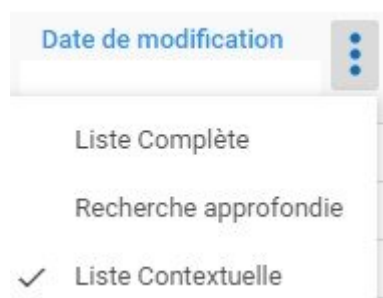 Date de modification
Liste Complète
Recherche approfondie
Liste Contextuelle